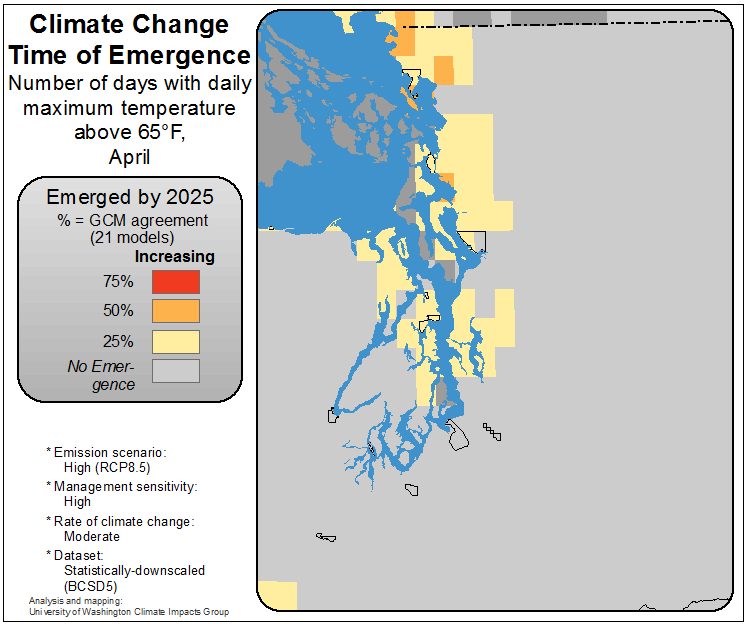 Climate Change
Time of Emergence
Number of days with daily
maximum temperature
above 65°F,
April
Emerged by 2025
% = GCM agreement
(21 models)
Increasing
75%
50%
25%
No Emer-
gence
* Emission scenario:
High (RCP8.5)
* Management sensitivity:
High
* Rate of climate change:
Moderate
* Dataset:
Statistically-downscaled
(BCSD5)
Analysis and mapping:
University of Washington Climate Impacts Group